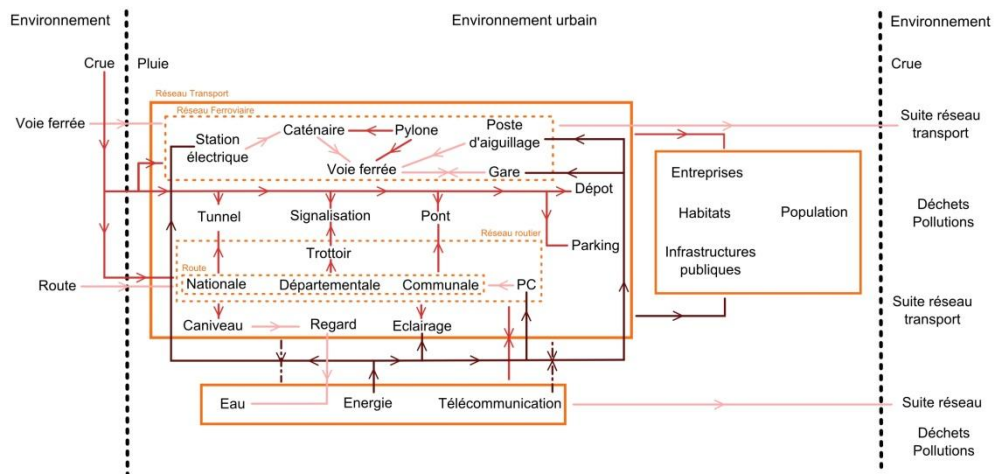 Environnement
Environnement urbain
Environnement
Crue
Pluie
Crue
Réseau Transport
Réseau Ferroviaire
Voie ferrée
Station
électrique
Caténaire
Pylone
Poste
d'aiguillage
Voie ferrée
Gare
Suite réseau
transport
Entreprises
Dépot
Tunnel
Signalisation
Pont
Habitats
Population
Déchets
Pollutions
Réseau routier
Parking
Trottoir
Infrastructures
publiques
Route
Route
Nationale
Départementale
Communale
PC
Suite réseau
transport
Caniveau
Regard
Eclairage
Eau
Energie
Télécommunication
Suite réseau
Déchets
Pollutions